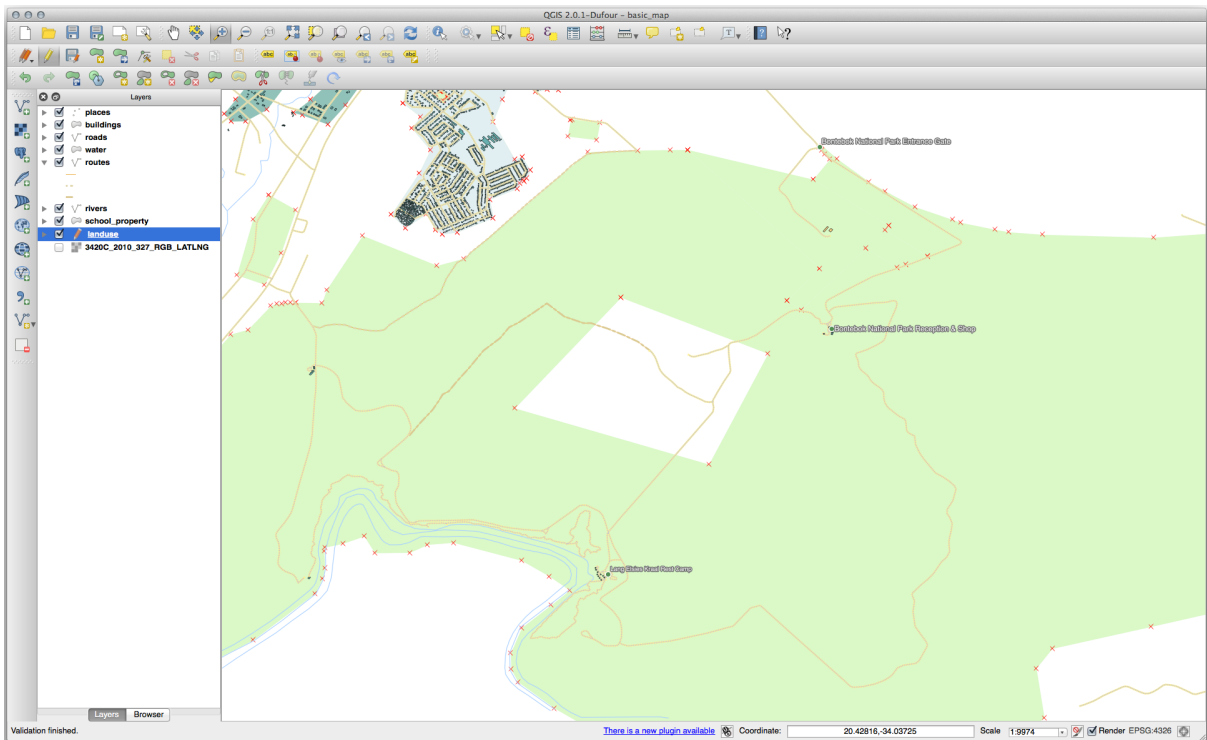 QGIS 2.0.1-Dufour - basic_map
Layers
places
buildings
roads
water
routes
rivers
school_property
landuse
3420C_2010_327_RGB_LATLNG
Bontebok National Park Entrance Gate
Bontebok National Park Reception & Shop
Lang Elsies Kraal Rest Camp
Layers Browser
Validation finished. There is a new plugin available Coordinate: 20.42816,-34.03725 Scale 1:9974 Render EPSG:4326